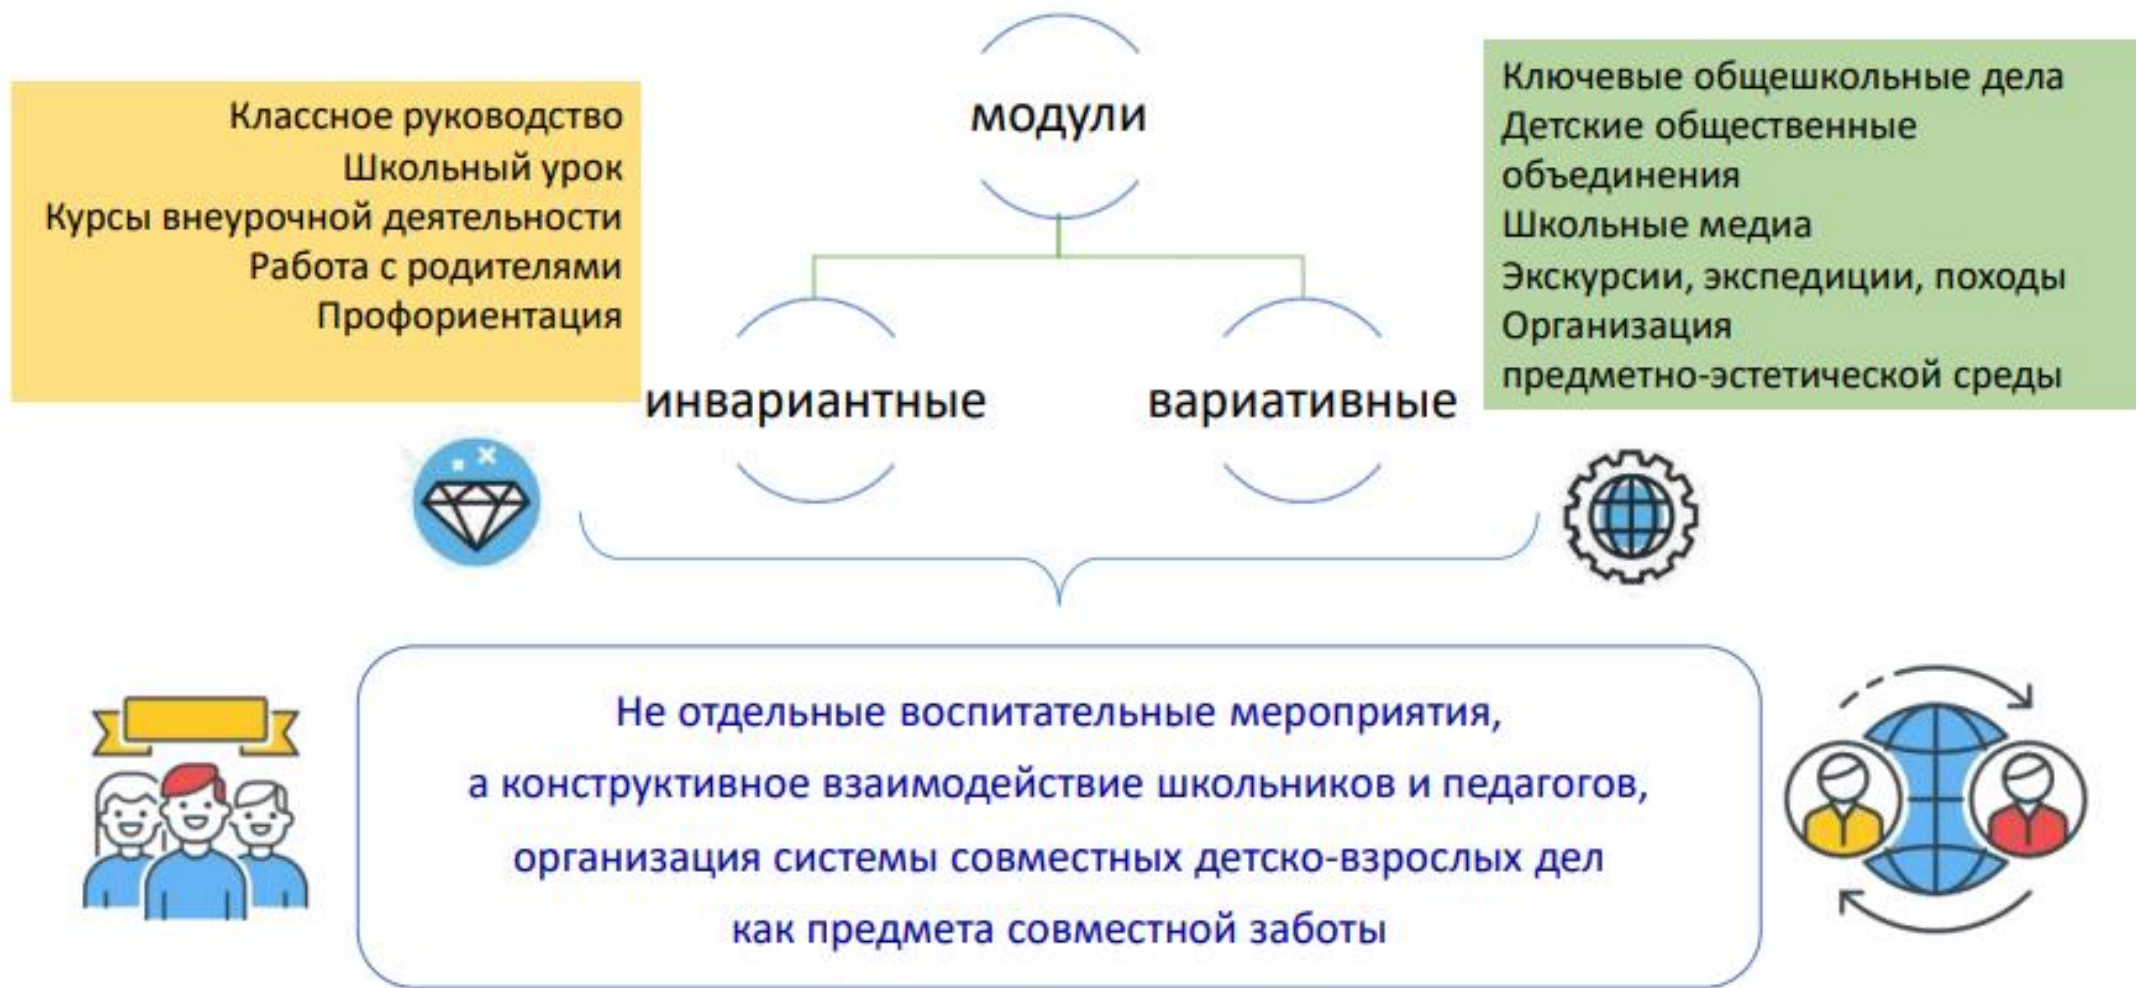 модули
Классное руководство
Школьный урок
Курсы внеурочной деятельности
Работа с родителями
Профориентация
инвариантные
вариативные
Ключевые общешкольные дела
Детские общественные
объединения
Школьные медиа
Экскурсии, экспедиции, походы
Организация
предметно-эстетической среды
Не отдельные воспитательные мероприятия,
а конструктивное взаимодействие школьников и педагогов,
организация системы совместных детско-взрослых дел
как предмета совместной заботы